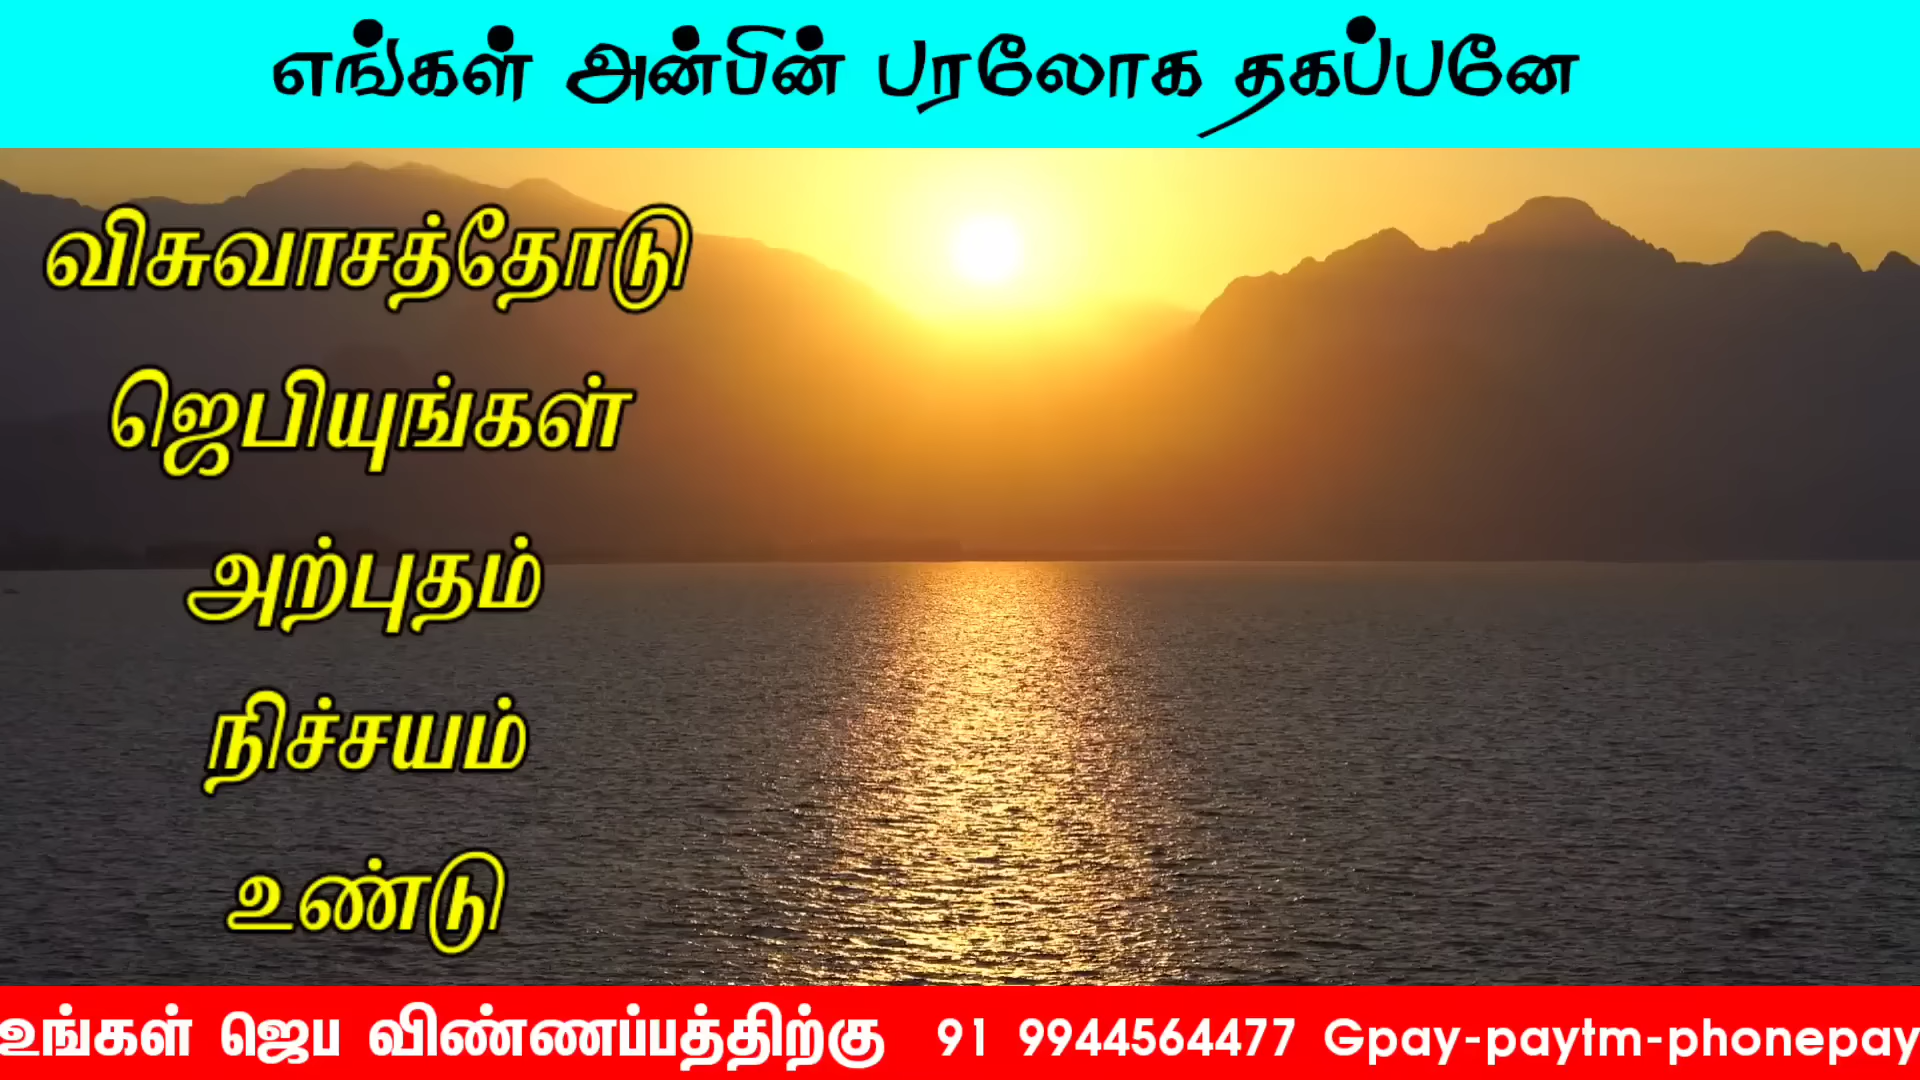 எங்கள் அன்பின் பரலோக தகப்பனே
விசுவாசத்தோடு
ஜெபியுங்கள்
அற்புதம்
நிச்சயம்
உண்டு
உங்கள் ஜெப விண்ணப்பத்திற்கு 91 9944564477 Gpay-paytm-phonepay